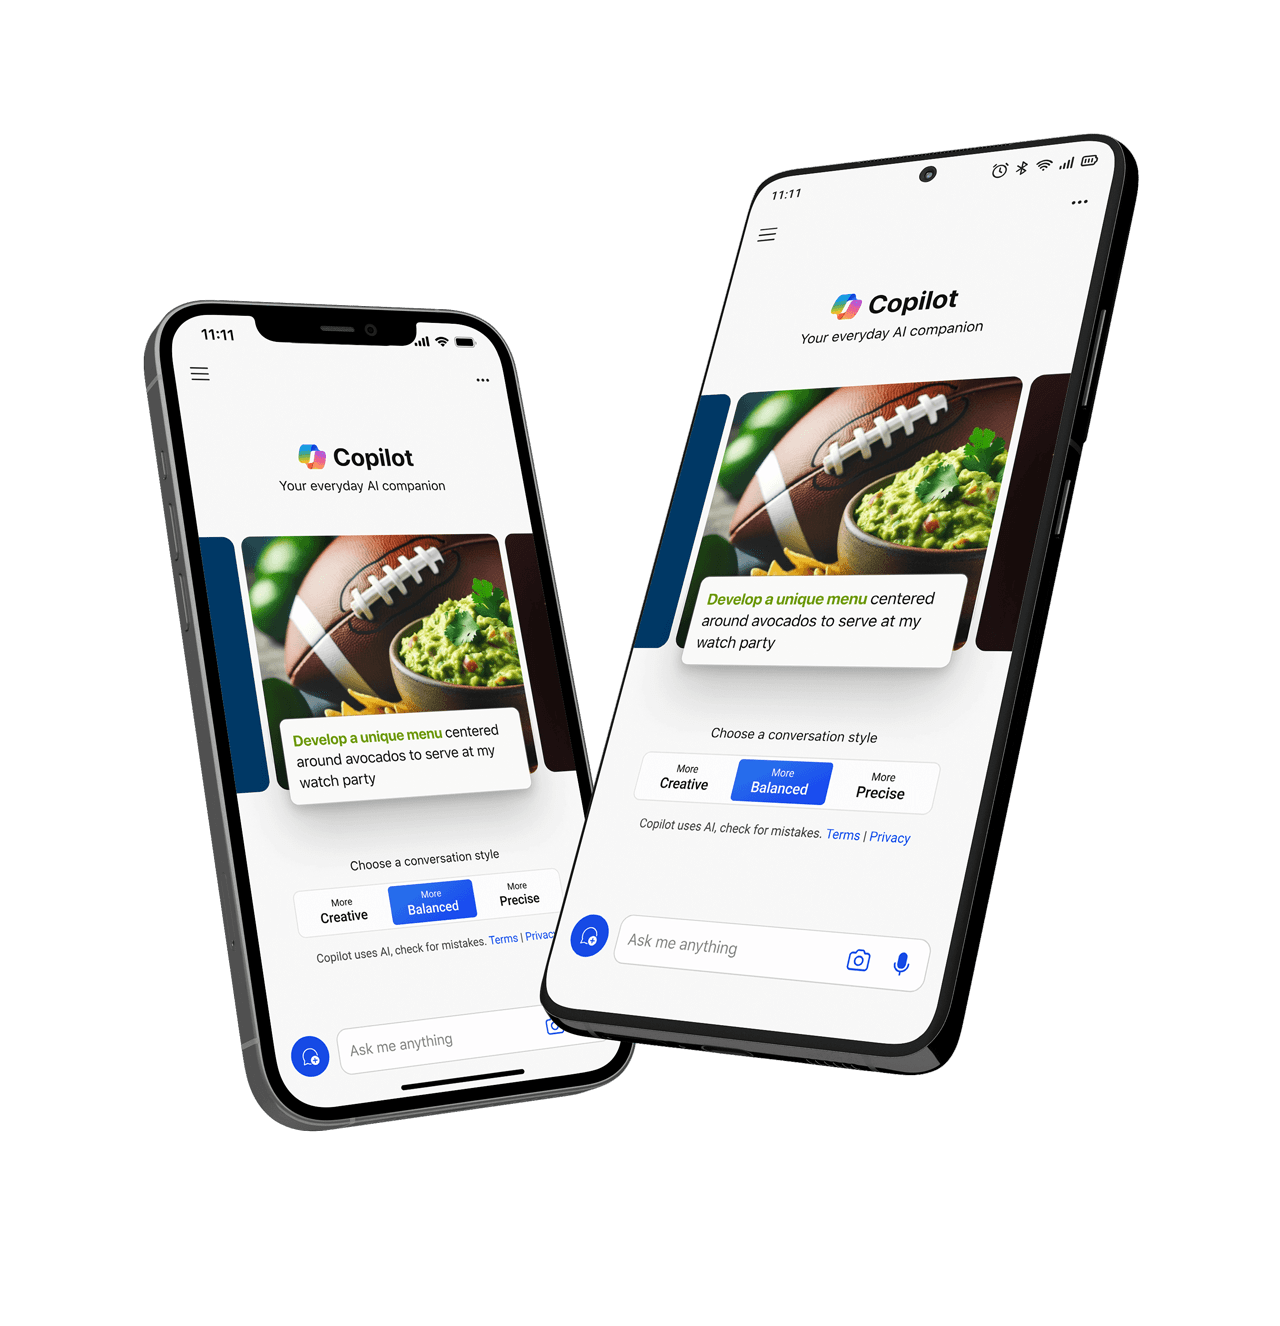 11:11
Copilot
Your everyday AI companion
Develop a unique menu centered
around avocados to serve at my
watch party
Choose a conversation style
More
Creative
More
Balanced
More
Precise
Copilot uses AI, check for mistakes. Terms | Privacy
Ask me anything
11:11
Copilot
Your everyday AI companion
Develop a unique menu centered
around avocados to serve at my
watch party
Choose a conversation style
More
Creative
More
Balanced
More
Precise
Copilot uses AI, check for mistakes. Terms | Privacy
Ask me anything